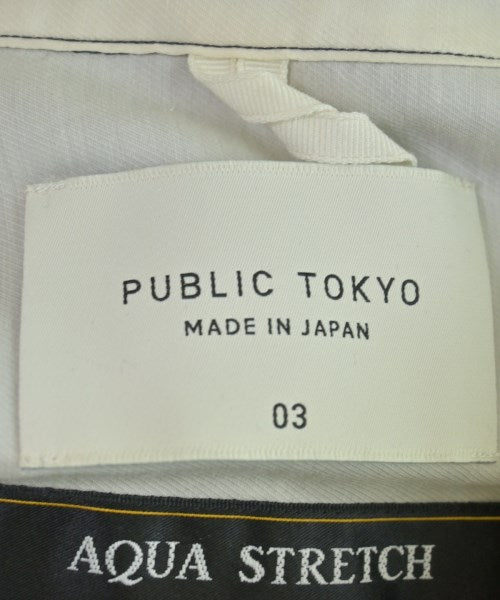 PUBLIC TOKYO
MADE IN JAPAN
03
AQUA STRETCH